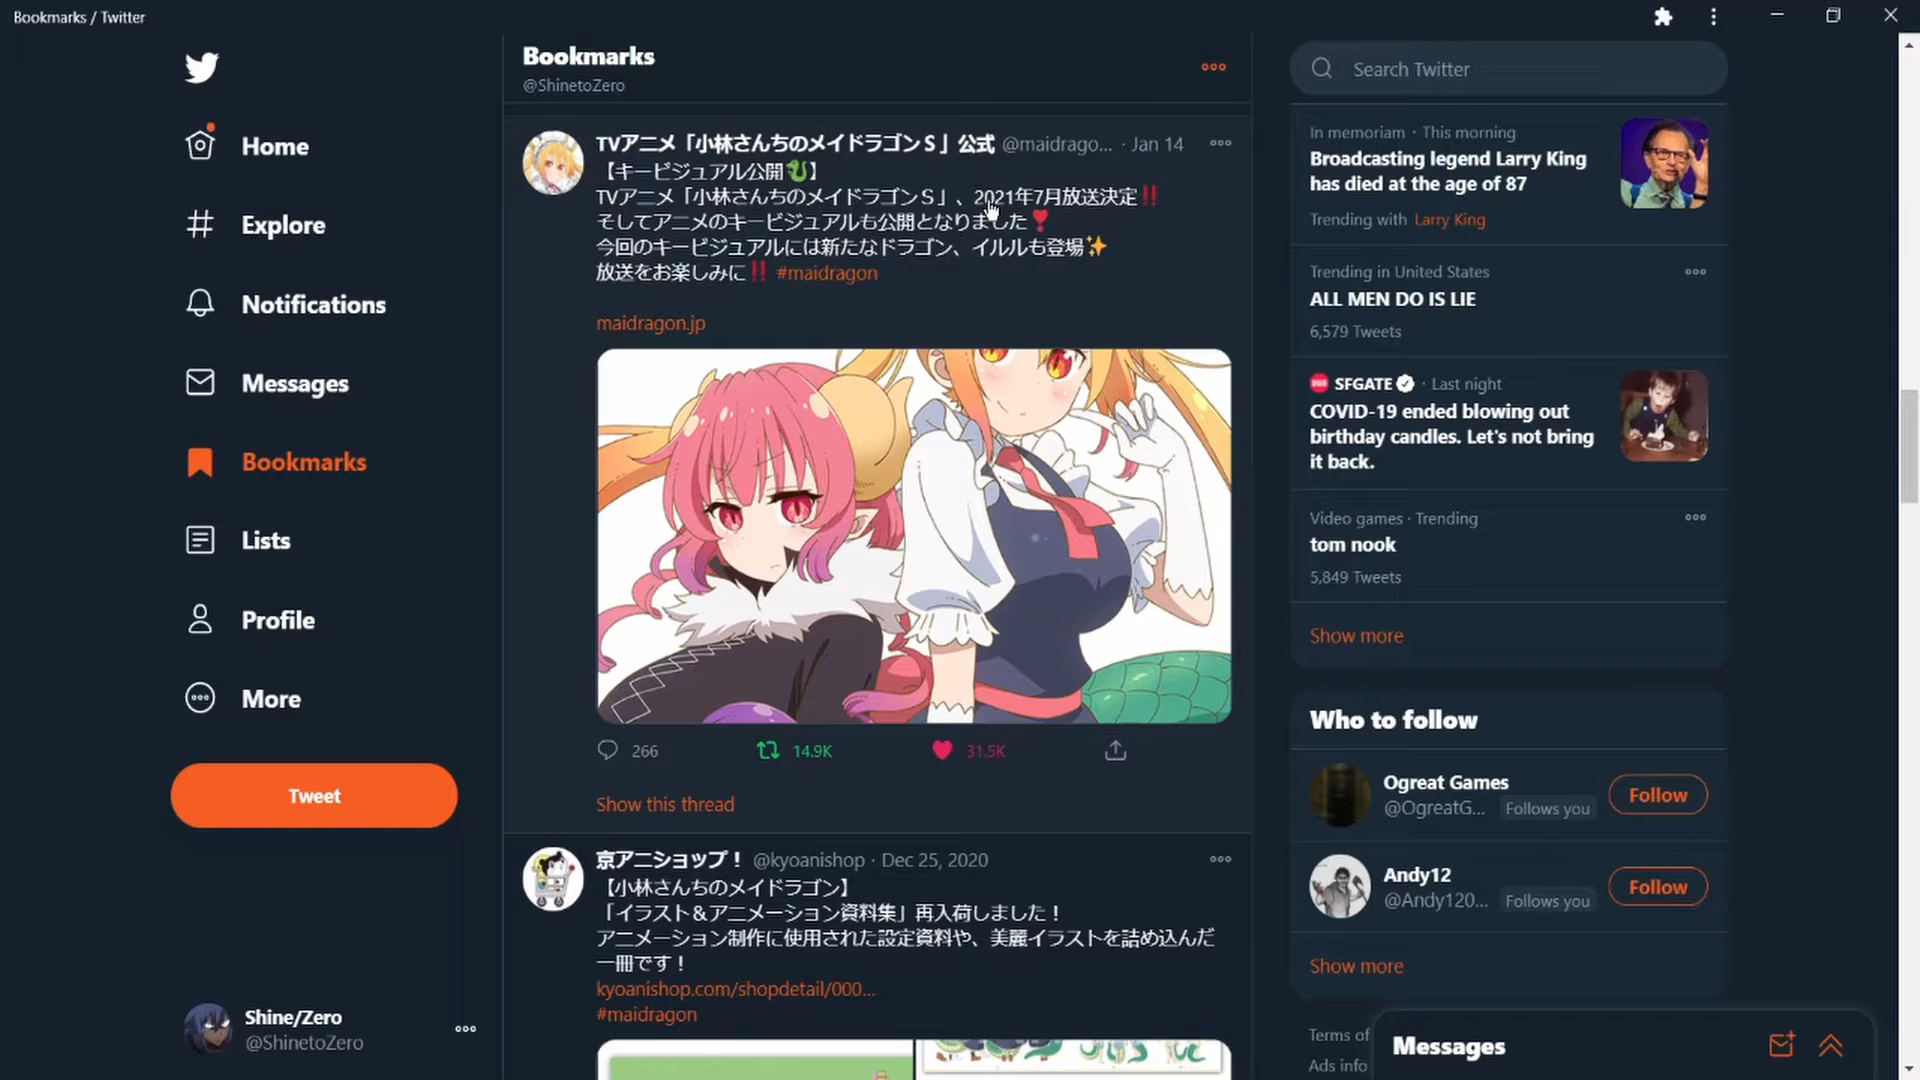 Bookmarks / Twitter
Home
Explore
Notifications
Messages
Bookmarks
Lists
Profile
More
Tweet
Shine/Zero
@ShinetoZero
Bookmarks
@ShinetoZero
TVアニメ「小林さんちのメイドラゴンＳ」公式 @maidrago... · Jan 14
【キービジュアル公開🐉】
TVアニメ「小林さんちのメイドラゴンＳ」、2021年7月放送決定‼
そしてアニメのキービジュアルも公開となりました❣
今回のキービジュアルには新たなドラゴン、イルルも登場✨
放送をお楽しみに‼ #maidragon
maidragon.jp
266 14.9K 31.5K
Show this thread
京アニショップ！ @kyoanishop · Dec 25, 2020
【小林さんちのメイドラゴン】
「イラスト＆アニメーション資料集」再入荷しました！
アニメーション制作に使用された設定資料や、美麗イラストを詰め込んだ
一冊です！
kyoanishop.com/shopdetail/000...
#maidragon
Search Twitter
In memoriam · This morning
Broadcasting legend Larry King
has died at the age of 87
Trending with Larry King
Trending in United States
ALL MEN DO IS LIE
6,579 Tweets
SFGATE · Last night
COVID-19 ended blowing out
birthday candles. Let's not bring
it back.
Video games · Trending
tom nook
5,849 Tweets
Show more
Who to follow
Ogreat Games
@OgreatG... Follows you
Follow
Andy12
@Andy120... Follows you
Follow
Show more
Terms of
Ads info
Messages